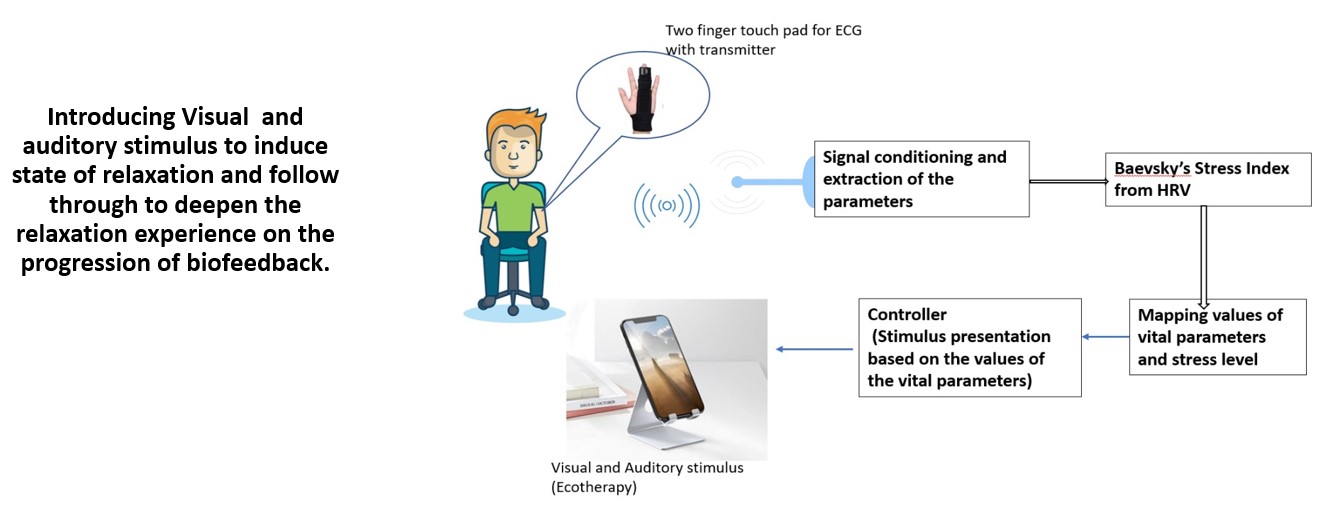 Introducing Visual and
auditory stimulus to induce
state of relaxation and follow
through to deepen the
relaxation experience on the
progression of biofeedback.
Two finger touch pad for ECG
with transmitter
Signal conditioning and
extraction of the
parameters
Baevsky's Stress Index
from HRV
Mapping values of
vital parameters
and stress level
Controller
(Stimulus presentation
based on the values of
the vital parameters)
Visual and Auditory stimulus
(Ecotherapy)